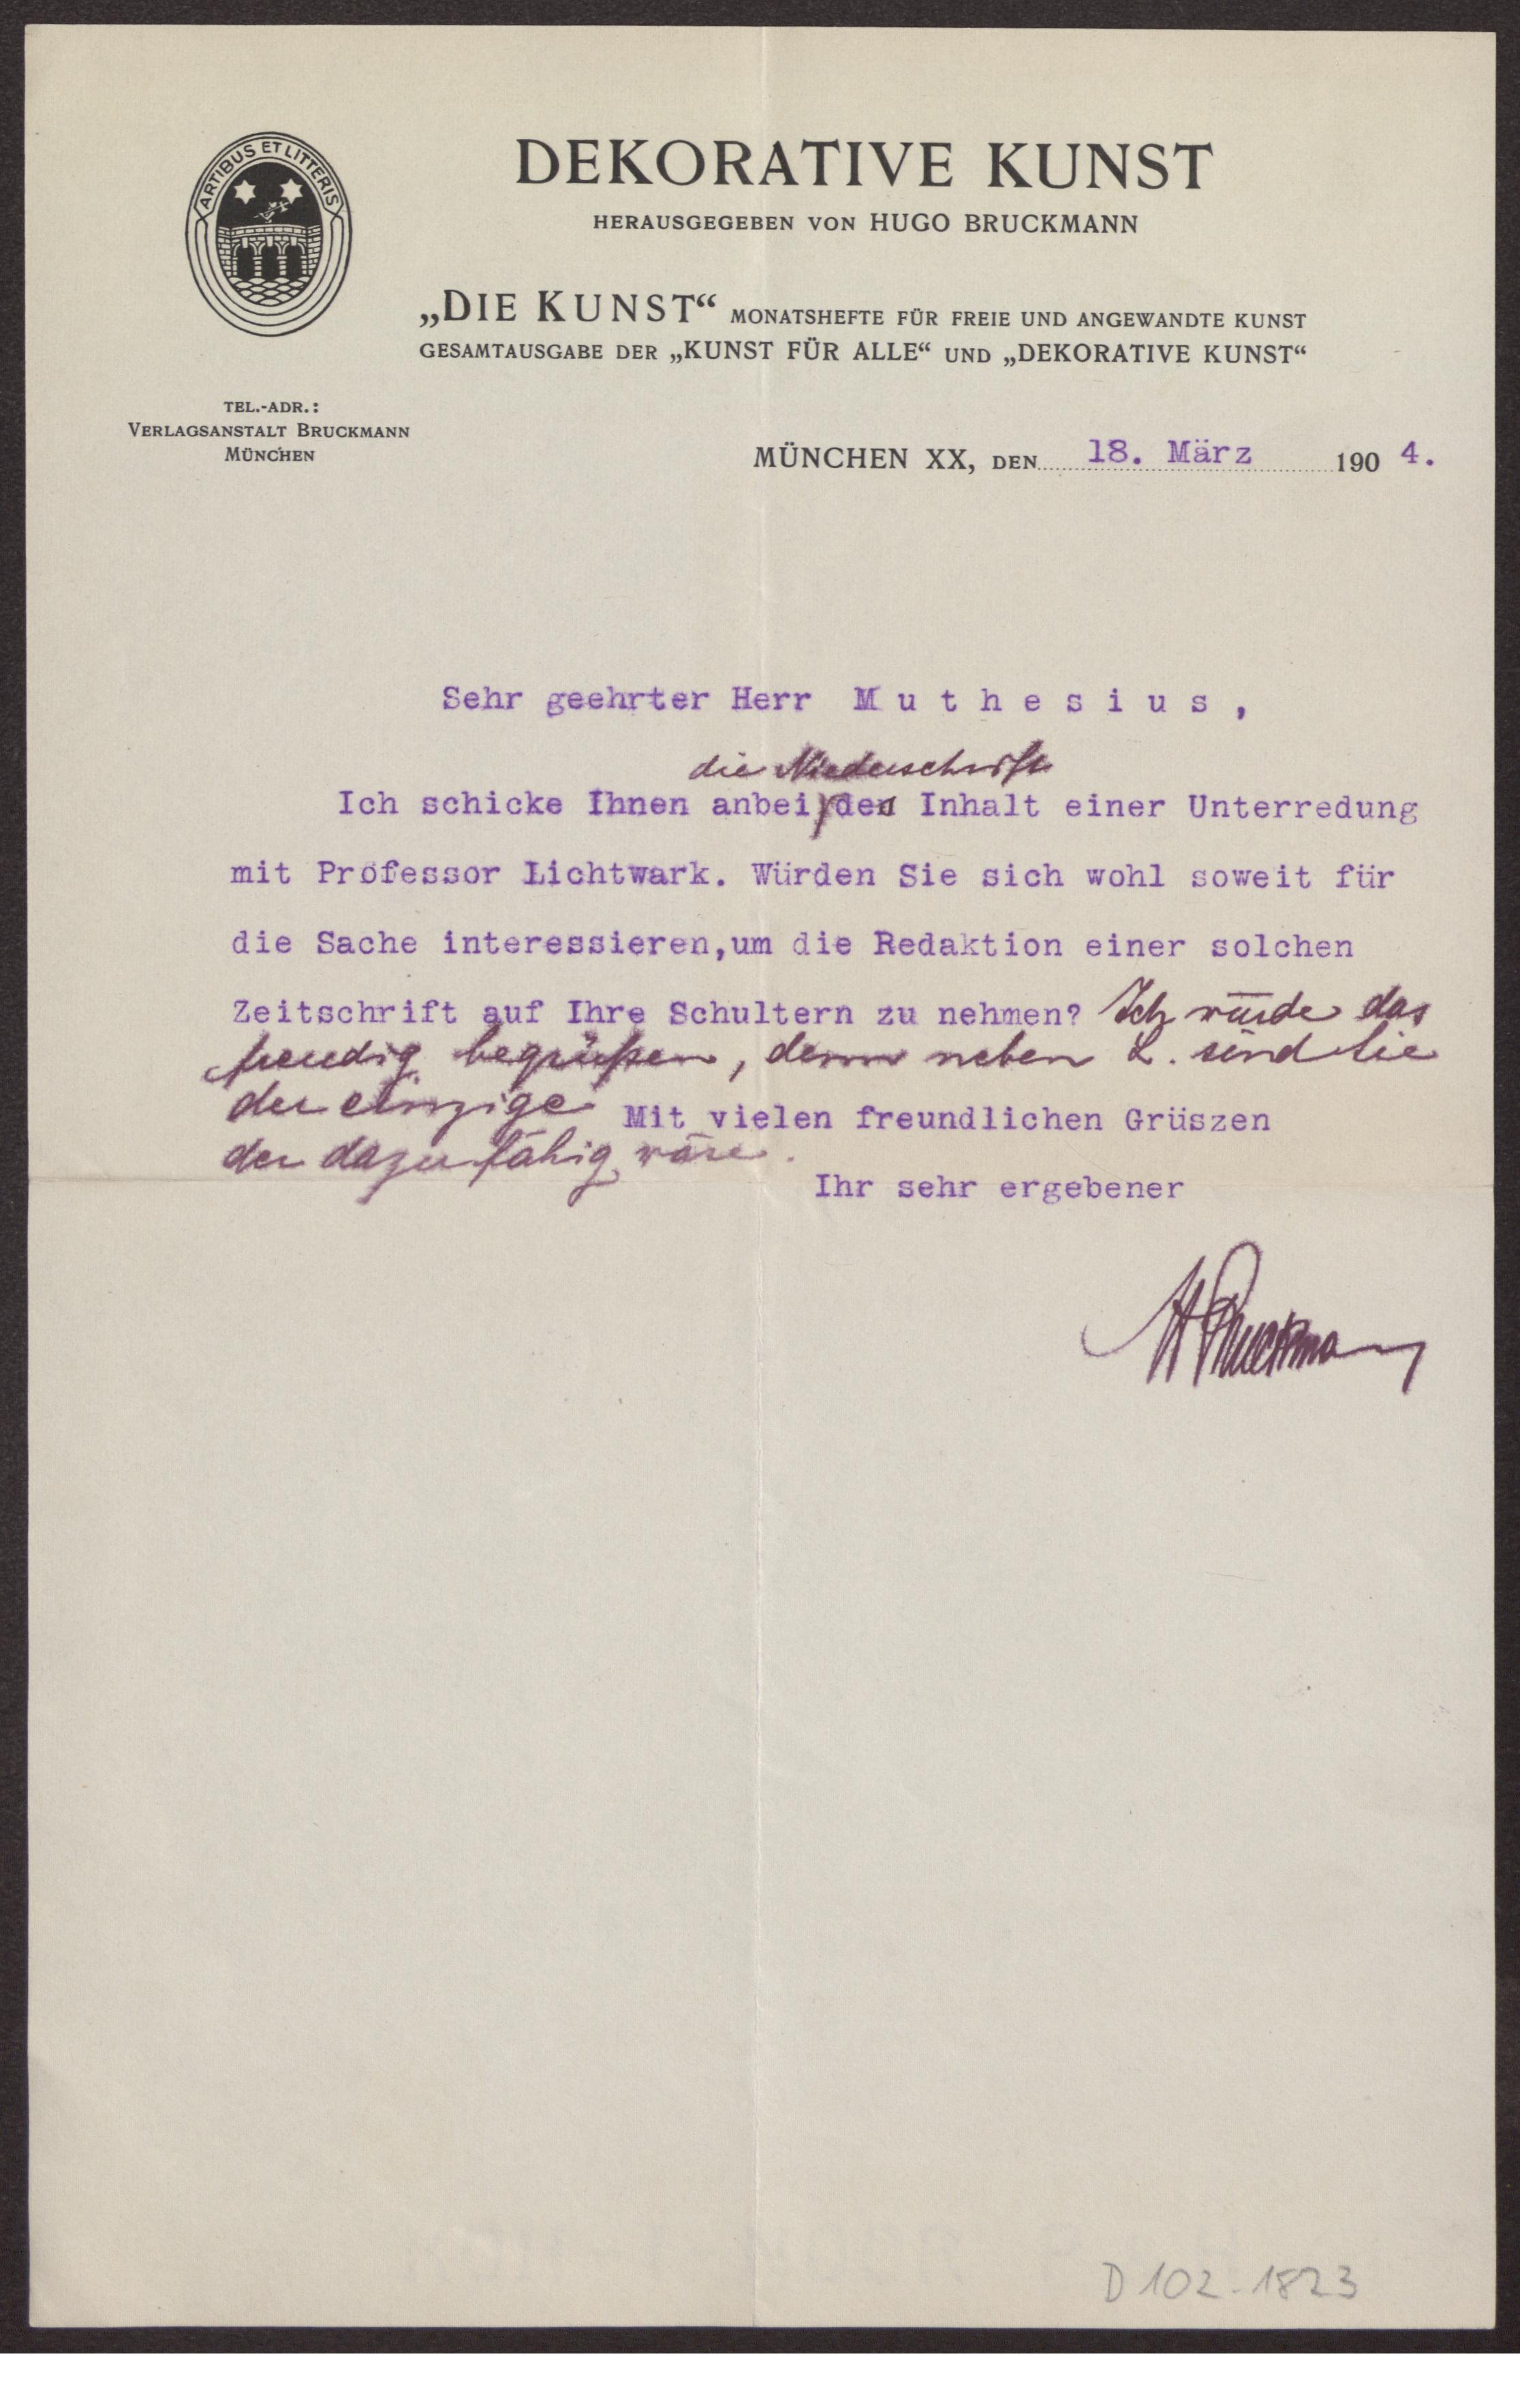 ARTIBUS ET LITTERIS
DEKORATIVE KUNST
HERAUSGEGEBEN VON HUGO BRUCKMANN
„DIE KUNST“ MONATSHEFTE FÜR FREIE UND ANGEWANDTE KUNST
GESAMTAUSGABE DER „KUNST FÜR ALLE“ UND „DEKORATIVE KUNST“
TEL.-ADR.:
VERLAGSANSTALT BRUCKMANN
MÜNCHEN
MÜNCHEN XX, DEN 18. März 190 4.
Sehr geehrter Herr M u t h e s i u s ,
die Niederschrift
Ich schicke Ihnen anbei, des Inhalt einer Unterredung
mit Professor Lichtwark. Würden Sie sich wohl soweit für
die Sache interessieren,um die Redaktion einer solchen
Zeitschrift auf Ihre Schultern zu nehmen? Ich würde das
freudig begrüßen, denn neben L. sind Sie
der einzige
Mit vielen freundlichen Grüszen
der dazu fähig wäre.
Ihr sehr ergebener
H Bruckmann
D 102-1823